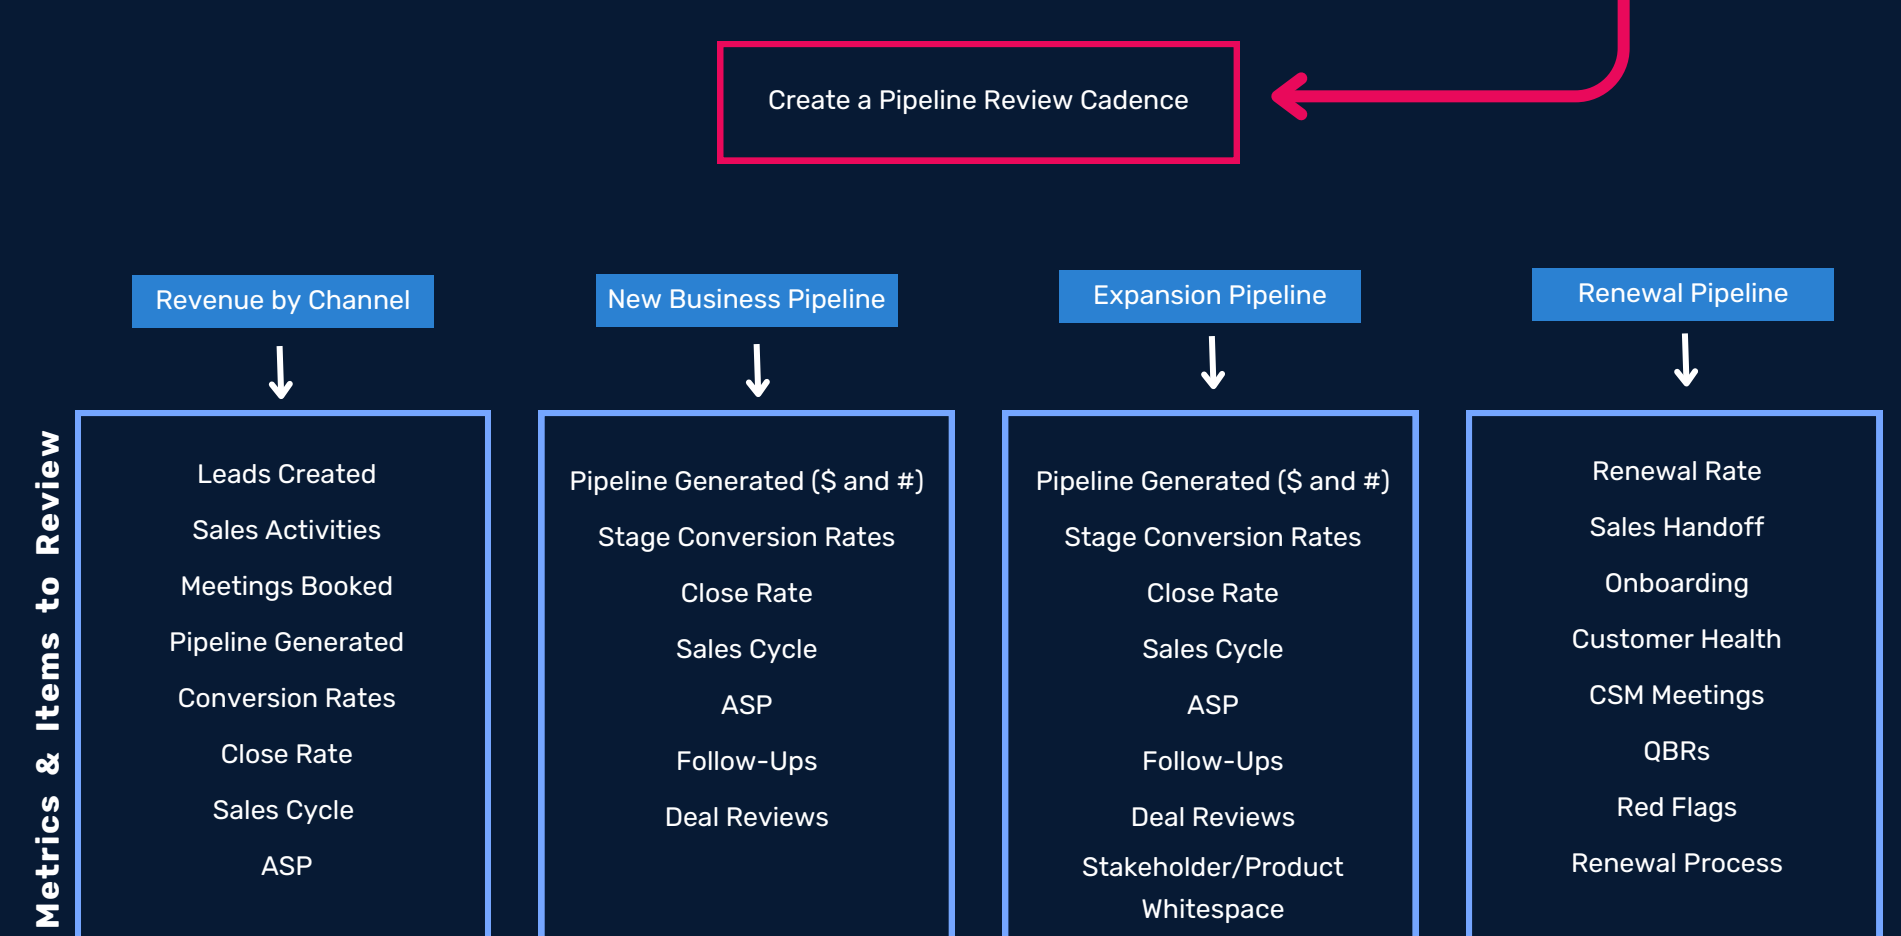 Create a Pipeline Review Cadence
Revenue by Channel
New Business Pipeline
Expansion Pipeline
Renewal Pipeline
Metrics & Items to Review
Leads Created
Sales Activities
Meetings Booked
Pipeline Generated
Conversion Rates
Close Rate
Sales Cycle
ASP
Pipeline Generated ($ and #)
Stage Conversion Rates
Close Rate
Sales Cycle
ASP
Follow-Ups
Deal Reviews
Pipeline Generated ($ and #)
Stage Conversion Rates
Close Rate
Sales Cycle
ASP
Follow-Ups
Deal Reviews
Stakeholder/Product
Whitespace
Renewal Rate
Sales Handoff
Onboarding
Customer Health
CSM Meetings
QBRs
Red Flags
Renewal Process